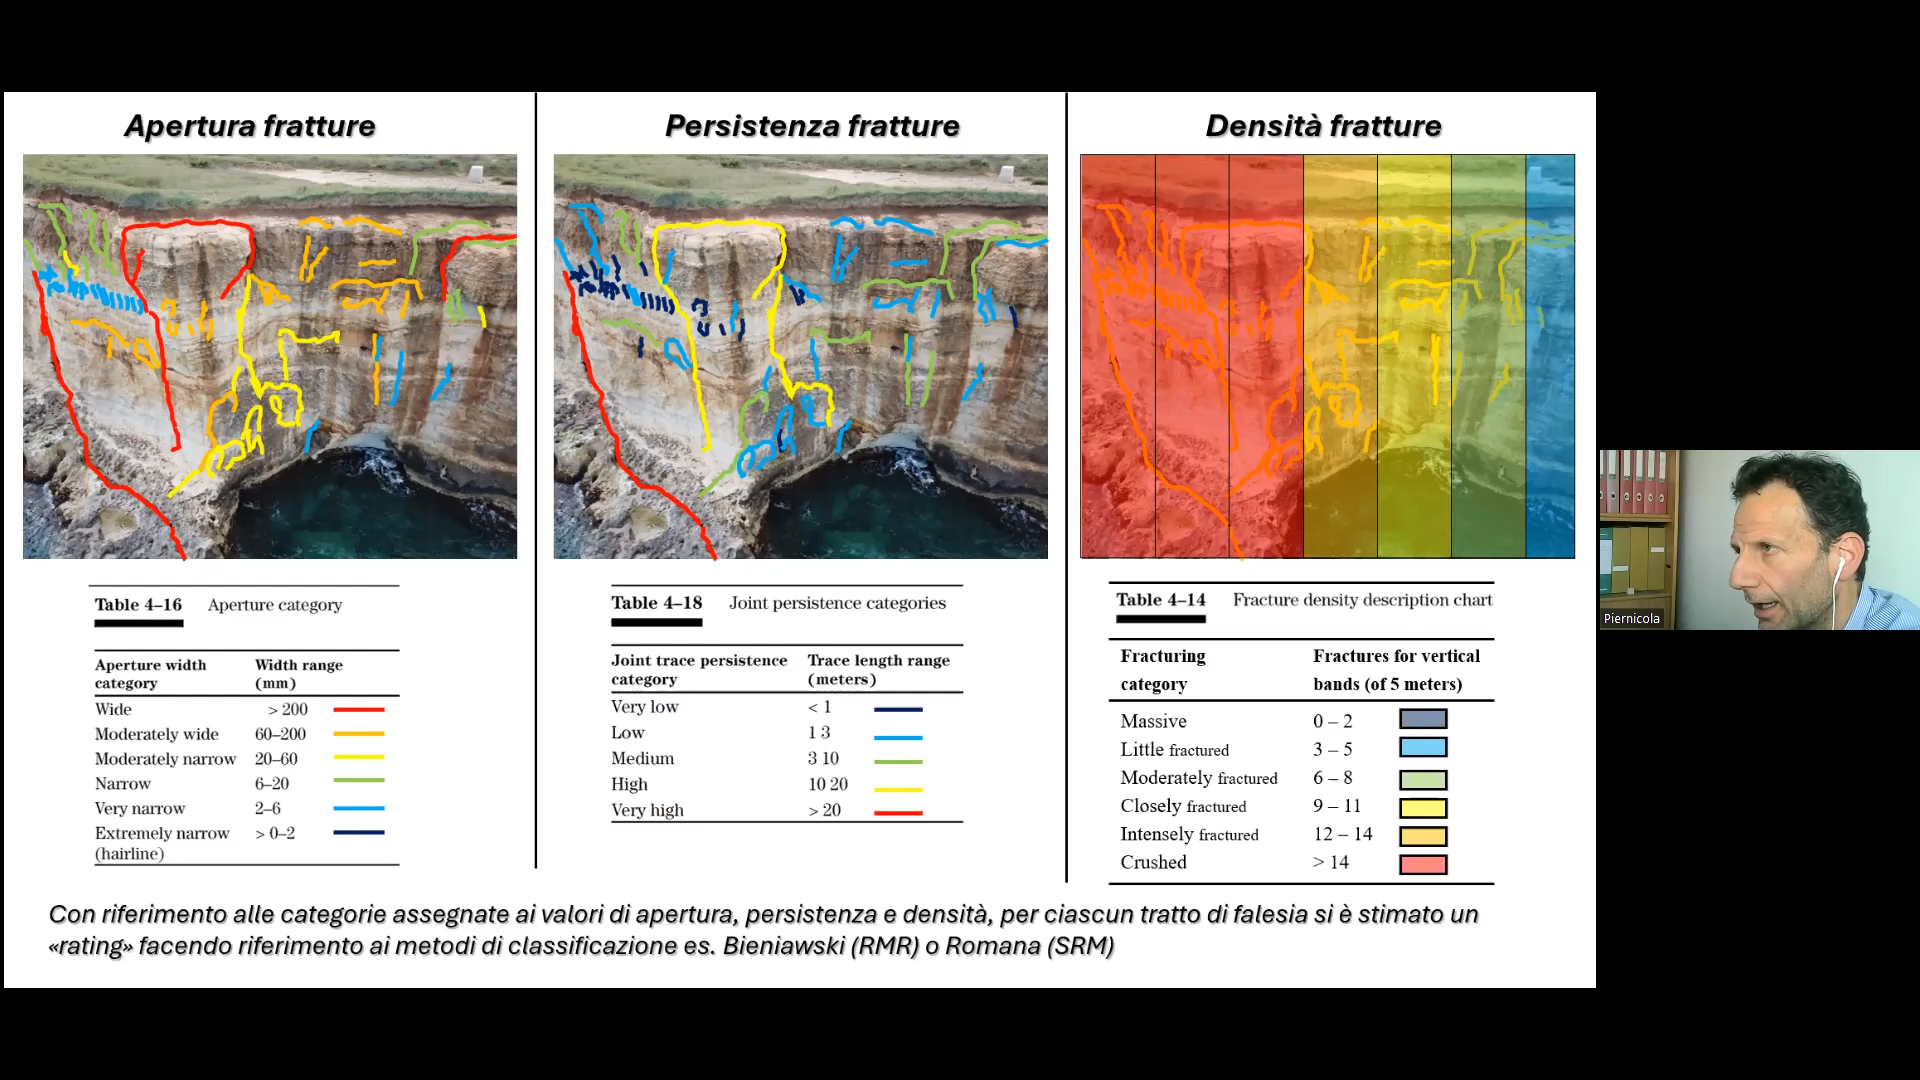 Apertura fratture
Table 4–16 Aperture category
Aperture width category Width range (mm)
Wide > 200
Moderately wide 60–200
Moderately narrow 20–60
Narrow 6–20
Very narrow 2–6
Extremely narrow (hairline) > 0–2
Persistenza fratture
Table 4–18 Joint persistence categories
Joint trace persistence category Trace length range (meters)
Very low < 1
Low 1 3
Medium 3 10
High 10 20
Very high > 20
Densità fratture
Table 4–14 Fracture density description chart
Fracturing category Fractures for vertical bands (of 5 meters)
Massive 0 – 2
Little fractured 3 – 5
Moderately fractured 6 – 8
Closely fractured 9 – 11
Intensely fractured 12 – 14
Crushed > 14
Con riferimento alle categorie assegnate ai valori di apertura, persistenza e densità, per ciascun tratto di falesia si è stimato un
«rating» facendo riferimento ai metodi di classificazione es. Bieniawski (RMR) o Romana (SRM)
Piernicola